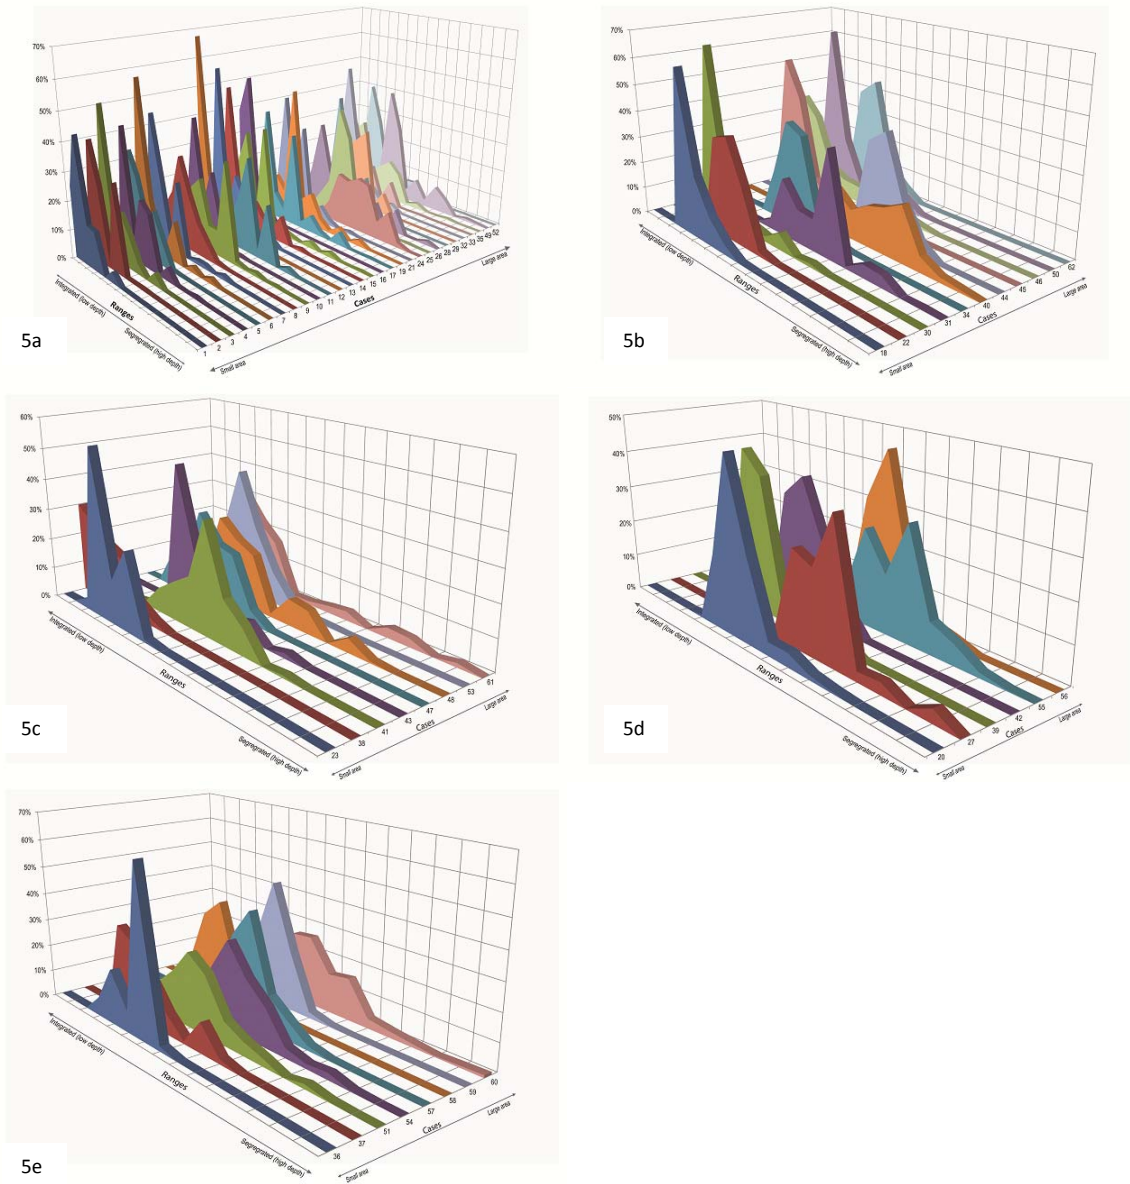 70%
60%
50%
40%
30%
20%
10%
0%
Integrated (low depth)
Ranges
Segregrated (high depth)
1 2 3 4 5 6 7 8 9 10 11 12 13 14 15 16 17 19 21 24 25 26 28 29 32 33 35 49 52
Cases
Small area
Large area
5a
70%
60%
50%
40%
30%
20%
10%
0%
Integrated (low depth)
Ranges
Segregrated (high depth)
18 22 30 31 34 40 44 45 46 50 62
Cases
Small area
Large area
5b
60%
50%
40%
30%
20%
10%
0%
Integrated (low depth)
Ranges
Segregrated (high depth)
23 38 41 43 47 48 53 61
Cases
Small area
Large area
5c
50%
40%
30%
20%
10%
0%
Integrated (low depth)
Ranges
Segregrated (high depth)
20 27 39 42 55 56
Cases
Small area
Large area
5d
70%
60%
50%
40%
30%
20%
10%
0%
Integrated (low depth)
Ranges
Segregrated (high depth)
36 37 51 54 57 58 59 60
Cases
Small area
Large area
5e